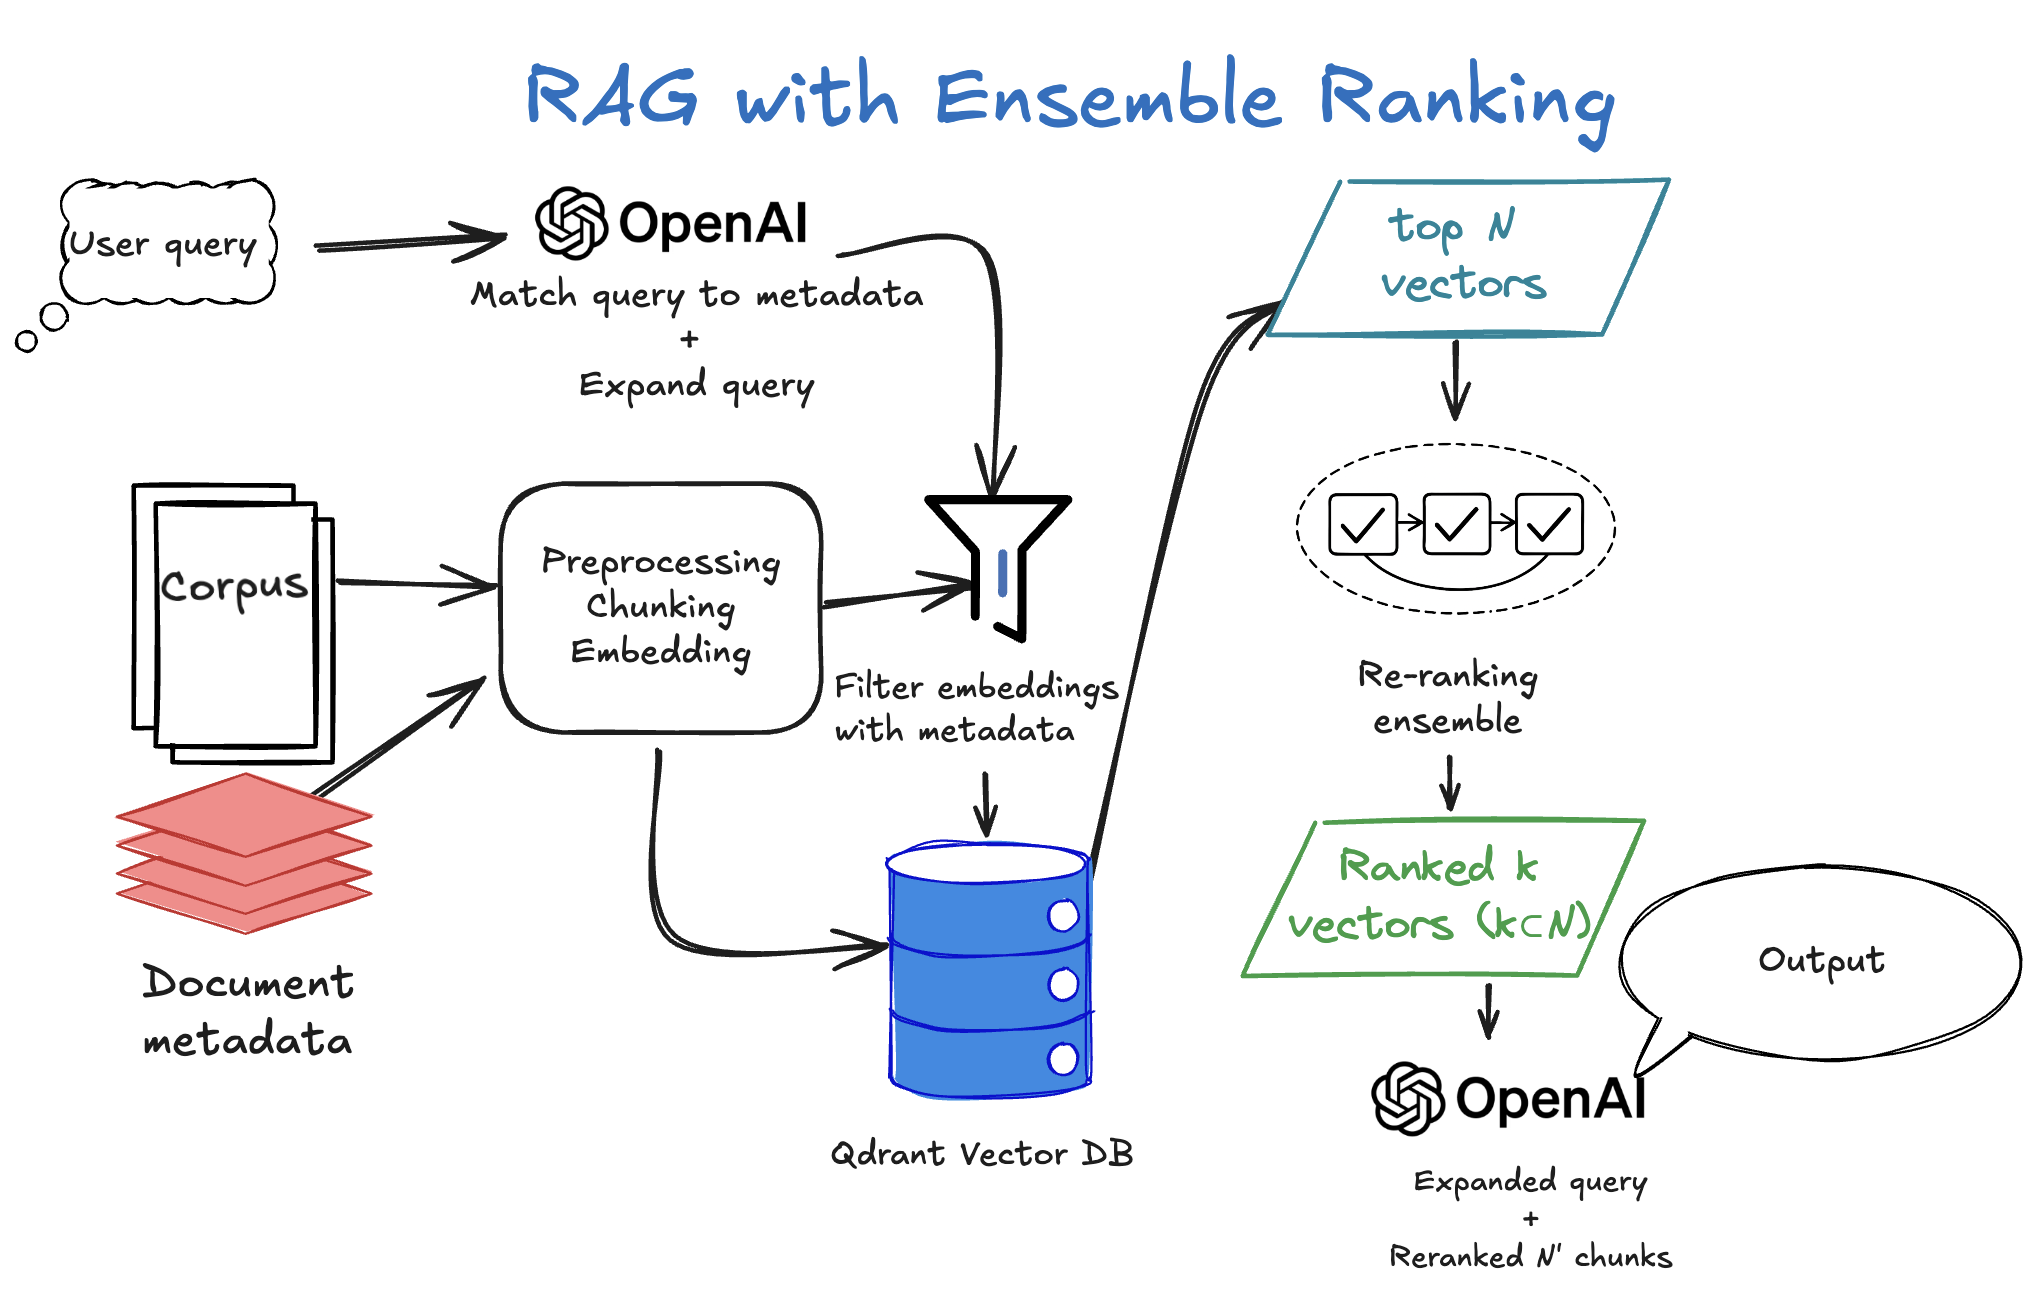 RAG with Ensemble Ranking
User query
OpenAI
Match query to metadata
+
Expand query
Corpus
Document
metadata
Preprocessing
Chunking
Embedding
Filter embeddings
with metadata
Qdrant Vector DB
top N
vectors
Re-ranking
ensemble
Ranked k
vectors (k⊂N)
Output
OpenAI
Expanded query
+
Reranked N' chunks